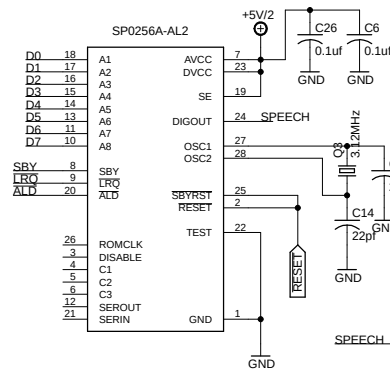 SP0256A-AL2
+5V/2
C26
0.1uf
GND
C6
0.1uf
GND
D0 18 A1
D1 17 A2
D2 16 A3
D3 15 A4
D4 14 A5
D5 13 A6
D6 11 A7
D7 10 A8
SBY 8 SBY
LRQ 9 LRQ
ALD 20 ALD
26 ROMCLK
3 DISABLE
4 C1
5 C2
6 C3
12 SEROUT
21 SERIN
AVCC 7
DVCC 23
SE 19
DIGOUT 24 SPEECH
OSC1 27
OSC2 28
SBYRST 25
RESET 2
TEST 22
GND 1
GND
RESET
Q3
3.12MHz
C14
22pf
GND
GND
SPEECH